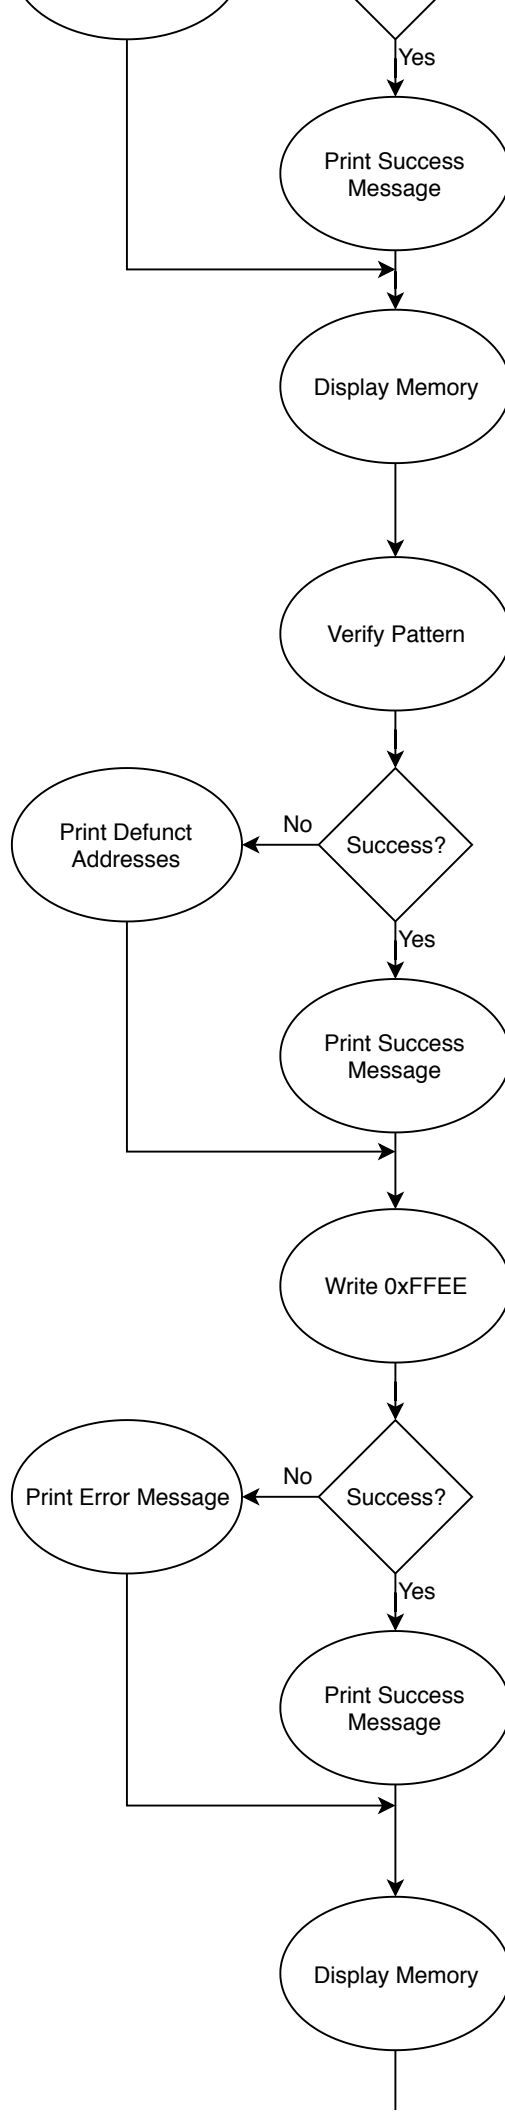 Yes
Print Success
Message
Display Memory
Verify Pattern
Print Defunct
Addresses
No
Success?
Yes
Print Success
Message
Write 0xFFEE
Print Error Message
No
Success?
Yes
Print Success
Message
Display Memory